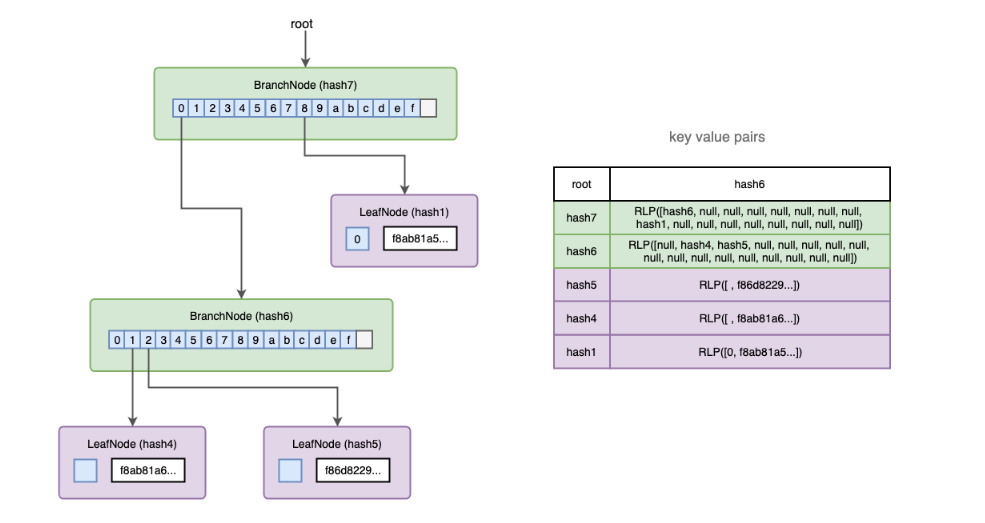 root
BranchNode (hash7)
0 1 2 3 4 5 6 7 8 9 a b c d e f
LeafNode (hash1)
0 f8ab81a5...
BranchNode (hash6)
0 1 2 3 4 5 6 7 8 9 a b c d e f
LeafNode (hash4)
f8ab81a6...
LeafNode (hash5)
f86d8229...
key value pairs
root hash6
hash7 RLP([hash6, null, null, null, null, null, null, null,
hash1, null, null, null, null, null, null, null, null])
hash6 RLP([null, hash4, hash5, null, null, null, null, null,
null, null, null, null, null, null, null, null, null])
hash5 RLP([ , f86d8229...])
hash4 RLP([ , f8ab81a6...])
hash1 RLP([0, f8ab81a5...])